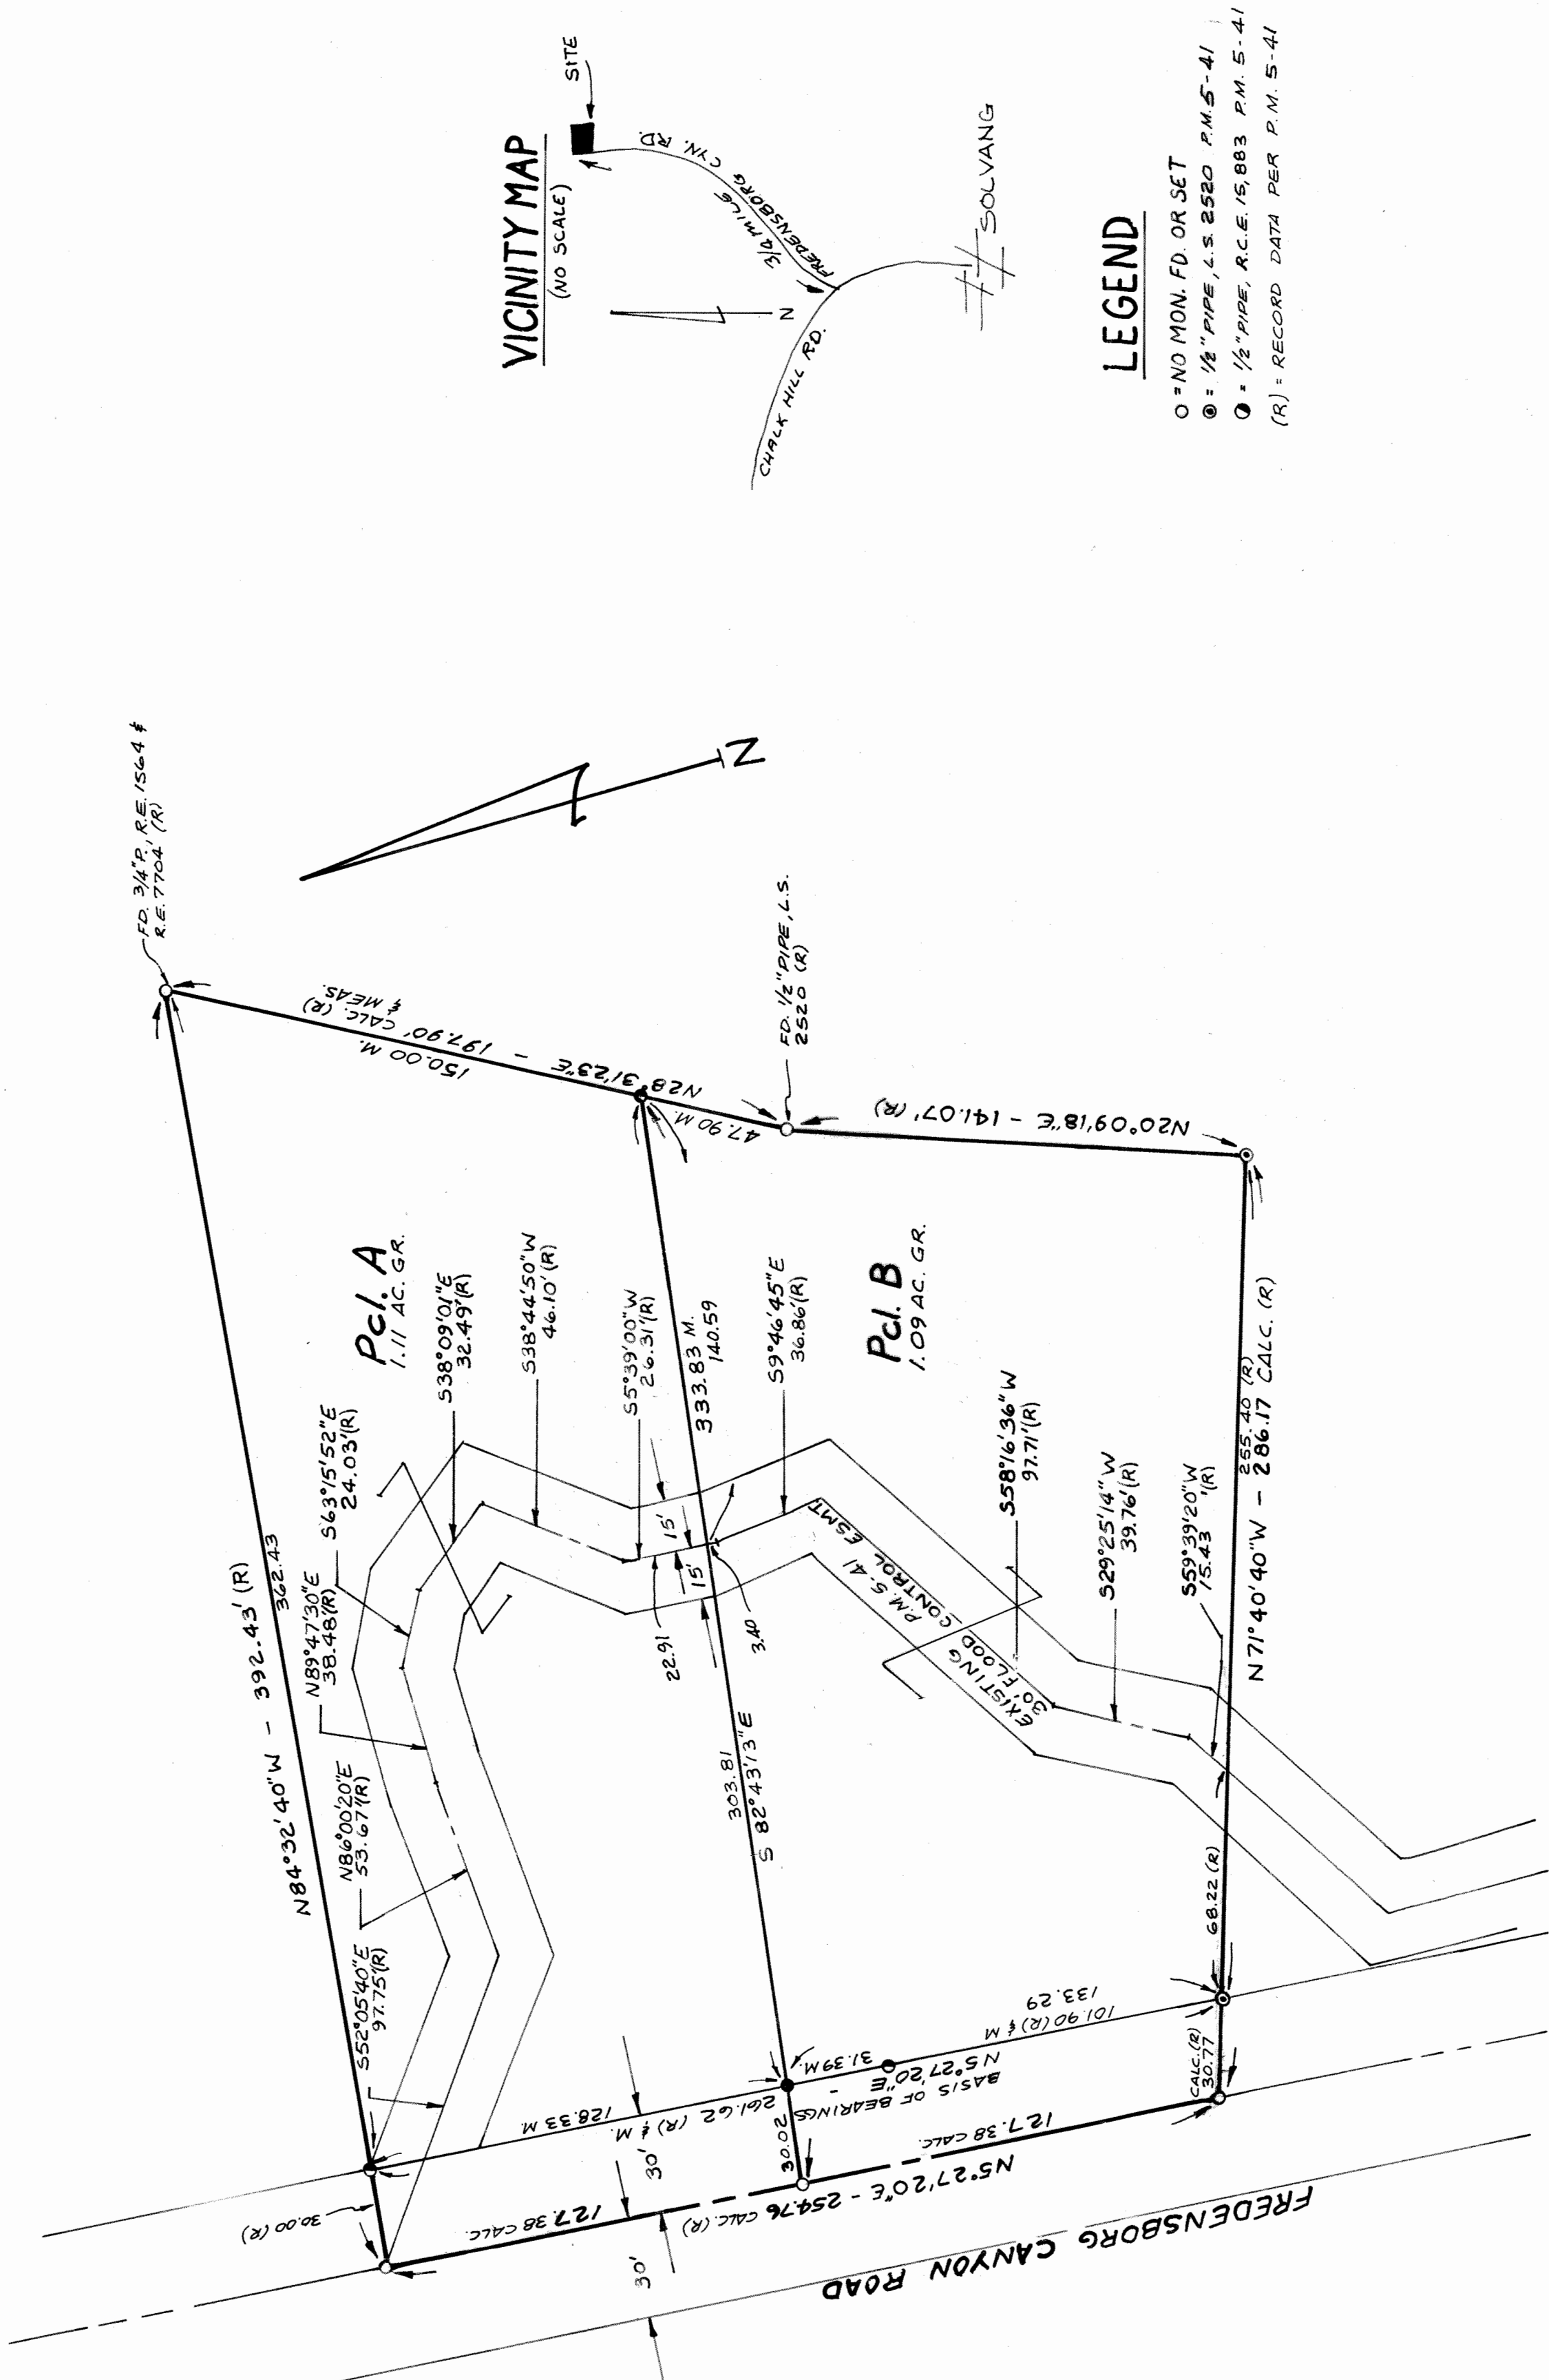 VICINITY MAP
(NO SCALE)
SITE
FREDENSBORG CYN. RD.
3/4 MILE
N
CHALK HILL RD.
SOLVANG
LEGEND
○ = NO MON. FD. OR SET
= 1/2" PIPE, L.S. 2520 P.M. 5-41
= 1/2" PIPE, R.C.E. 15,883 P.M. 5-41
(R) = RECORD DATA PER P.M. 5-41
N
FD. 3/4" P., R.E. 1564 &
R.E. 7704 (R)
N84°32'40"W - 392.43' (R)
362.43
30.00 (R)
N28°31'23"E - 197.90' CALC. (R)
& MEAS.
150.00 M.
47.90 M.
FD. 1/2" PIPE, L.S.
2520 (R)
N20°09'18"E - 141.07' (R)
Pcl. A
1.11 AC. GR.
S52°05'40"E
97.75'(R)
N86°00'20"E
53.67'(R)
N89°47'30"E
38.48'(R)
S63°15'52"E
24.03'(R)
S38°09'01"E
32.49'(R)
S38°44'50"W
46.10'(R)
S5°39'00"W
26.31'(R)
333.83 M.
140.59
303.81
S 82°43'13"E
30.02
15'
15'
22.91
3.40
Pcl. B
1.09 AC. GR.
S9°46'45"E
36.86'(R)
S58°16'36"W
97.71'(R)
S29°25'14"W
39.76'(R)
S59°39'20"W
15.43 '(R)
EXISTING
30' FLOOD CONTROL ESMT
P.M. 5-41
255.40 (R)
N71°40'40"W - 286.17 CALC. (R)
68.22 (R)
CALC. (R)
30.77
133.29
101.90 (R) & M
31.39 M.
N5°27'20"E -
BASIS OF BEARINGS
261.62 (R) & M.
128.33 M.
30'
30'
127.38 CALC.
127.38 CALC.
N5°27'20"E - 254.76 CALC. (R)
FREDENSBORG CANYON ROAD